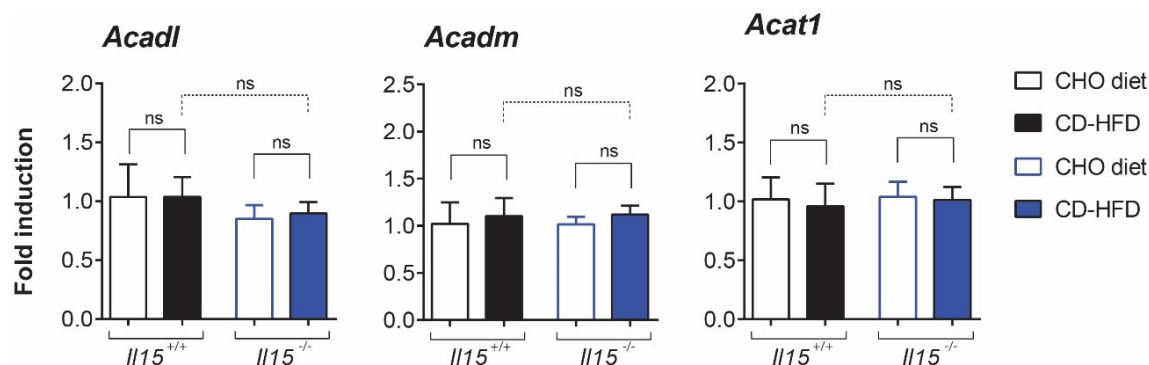 Acadl
Acadm
Acat1
Fold induction
2.0
1.5
1.0
0.5
0.0
ns
ns
ns
Il15+/+
Il15-/-
2.5
2.0
1.5
1.0
0.5
0.0
ns
ns
ns
Il15+/+
Il15-/-
2.0
1.5
1.0
0.5
0.0
ns
ns
ns
Il15+/+
Il15-/-
CHO diet
CD-HFD
CHO diet
CD-HFD